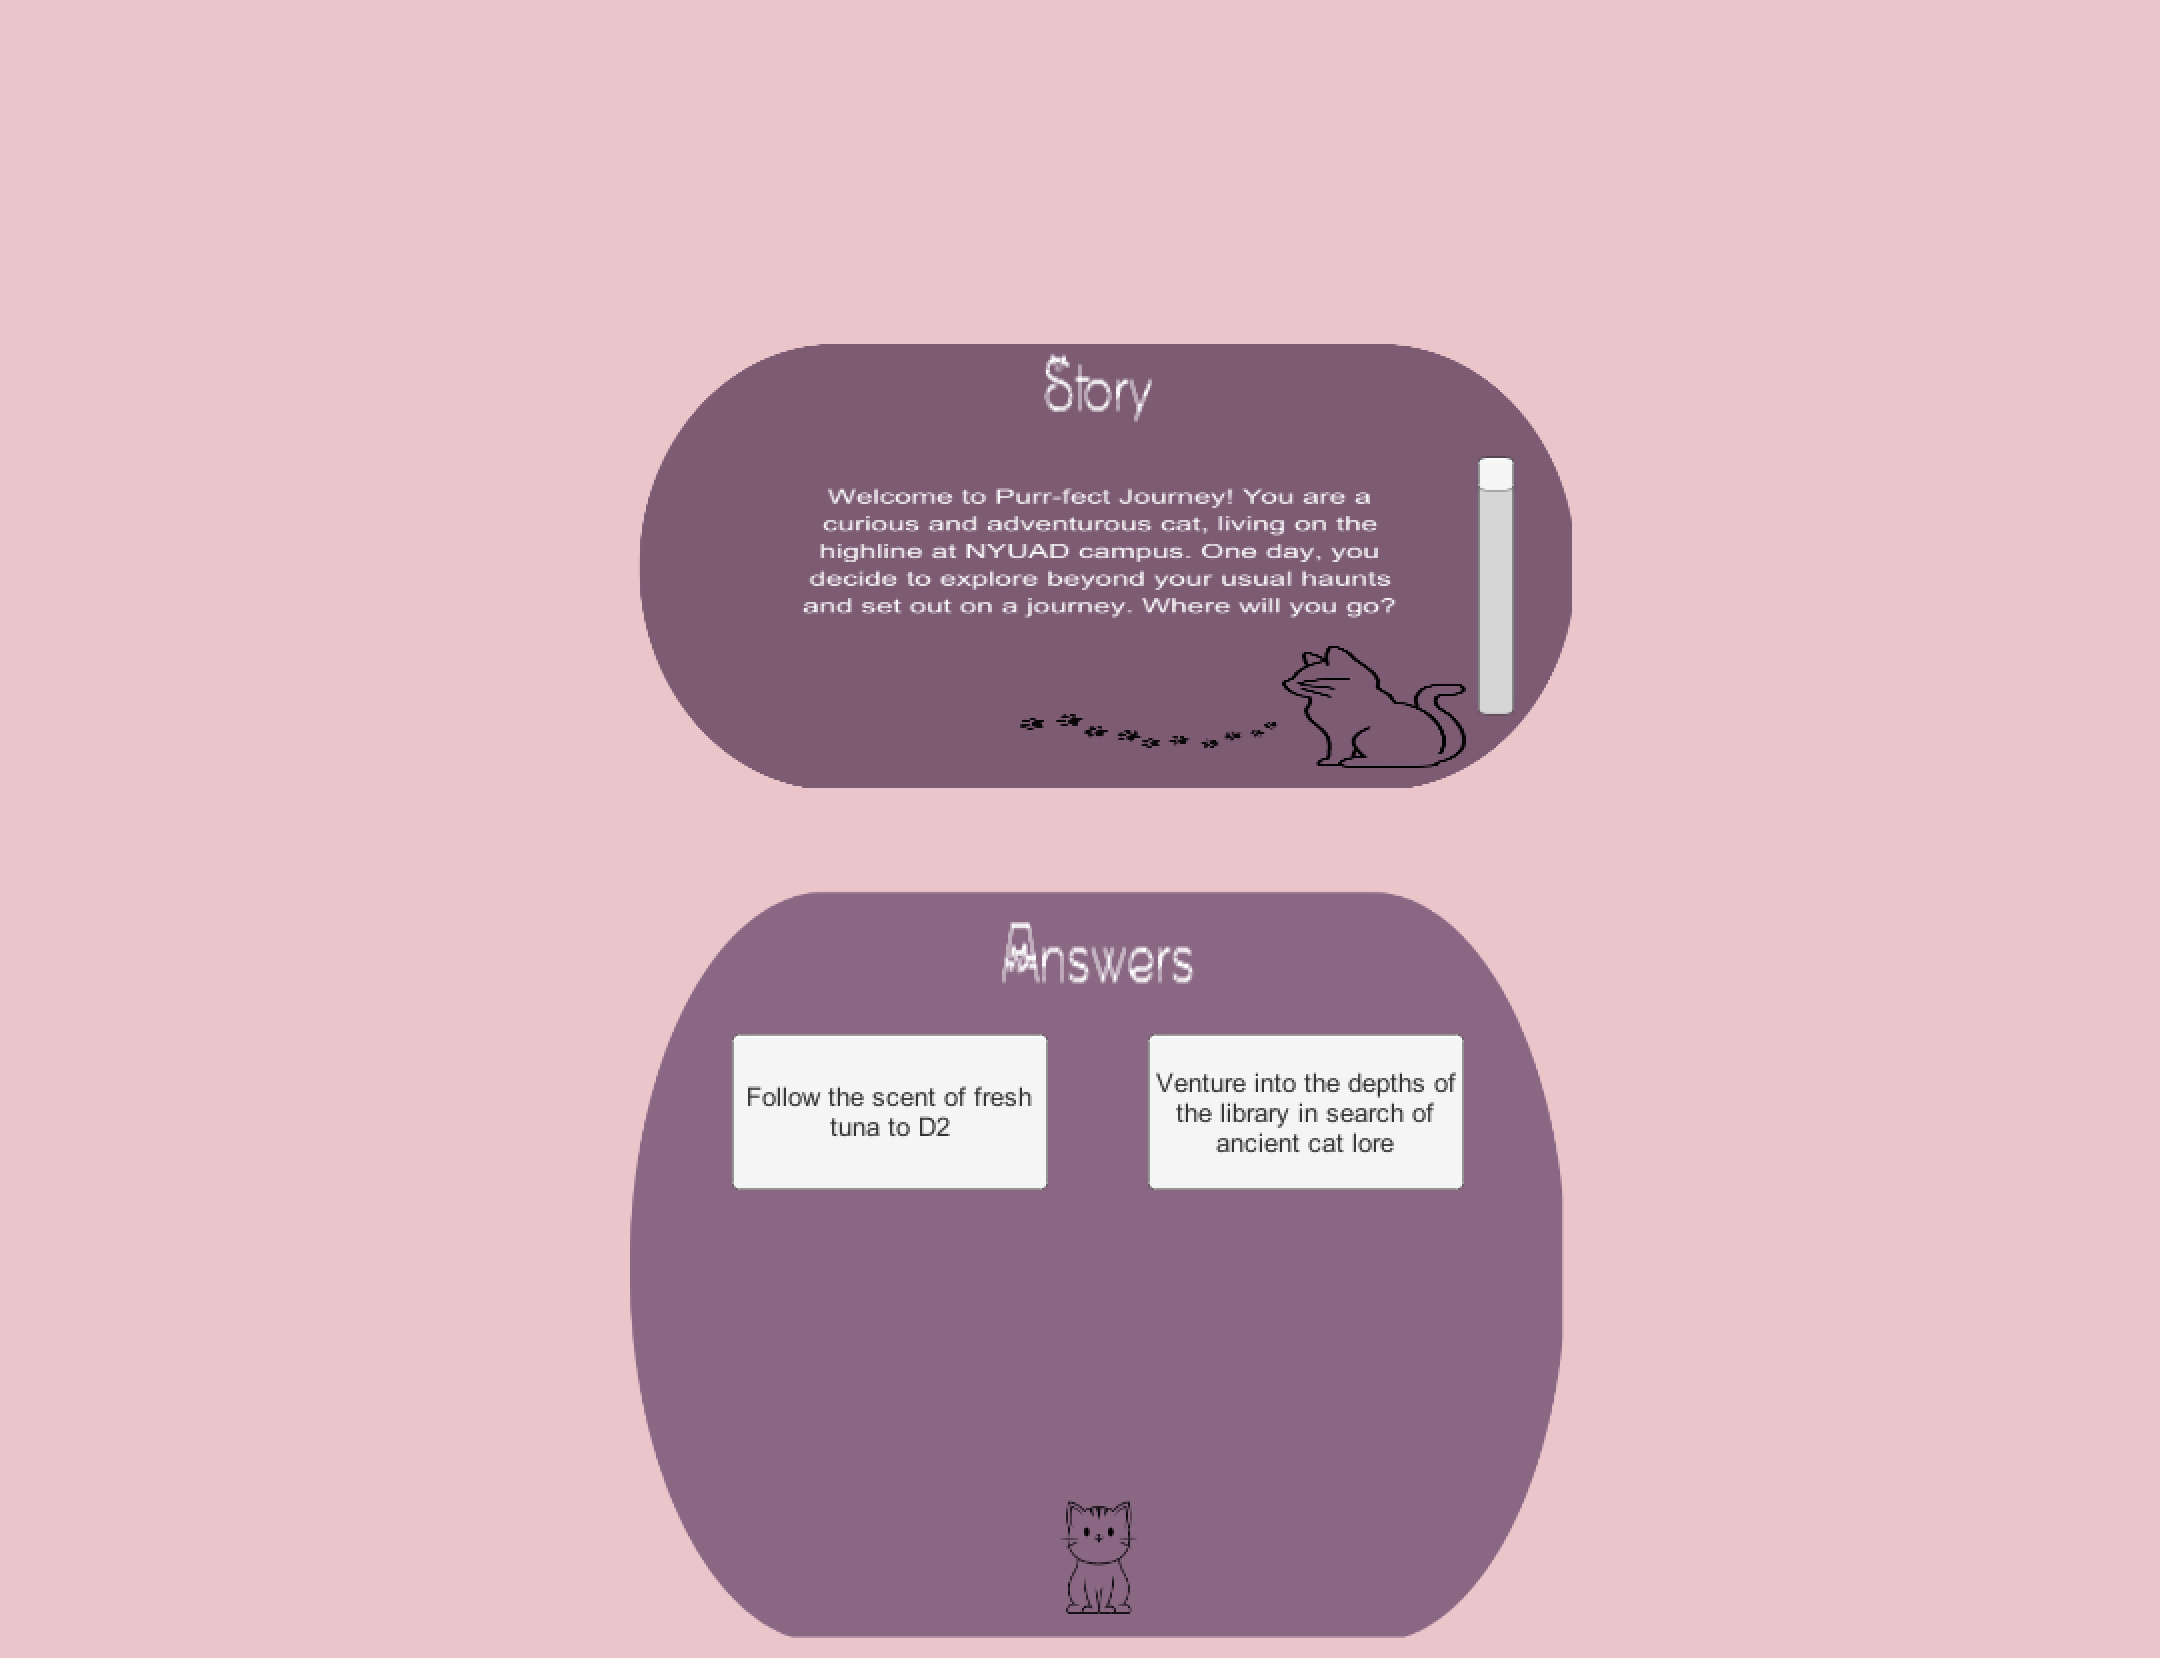 Story
Welcome to Purr-fect Journey! You are a
curious and adventurous cat, living on the
highline at NYUAD campus. One day, you
decide to explore beyond your usual haunts
and set out on a journey. Where will you go?
Answers
Follow the scent of fresh
tuna to D2
Venture into the depths of
the library in search of
ancient cat lore